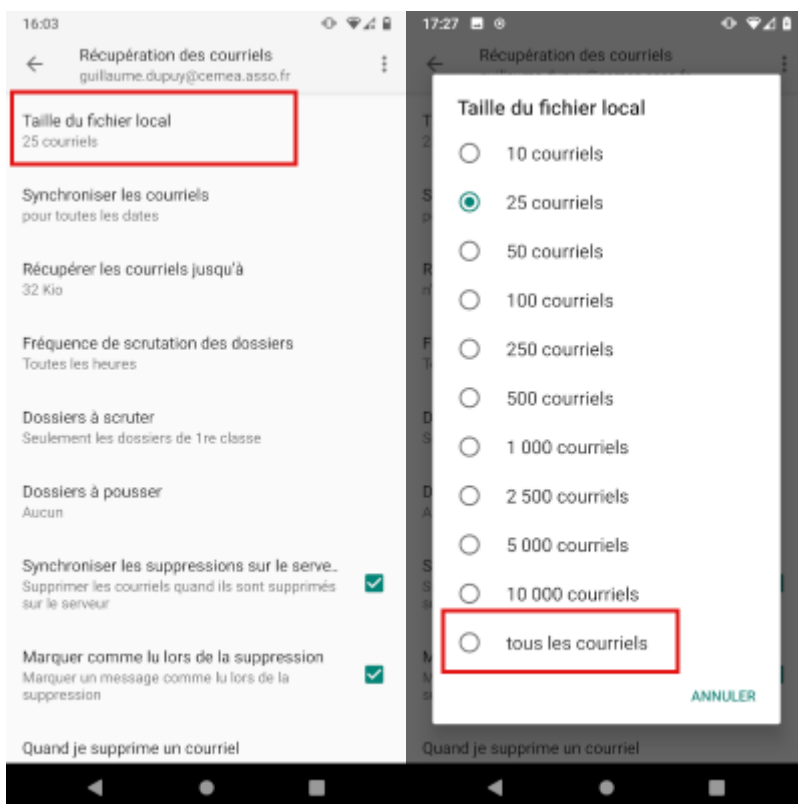 16:03
Récupération des courriels
guillaume.dupuy@cemea.asso.fr
Taille du fichier local
25 courriels
Synchroniser les courriels
pour toutes les dates
Récupérer les courriels jusqu'à
32 Kio
Fréquence de scrutation des dossiers
Toutes les heures
Dossiers à scruter
Seulement les dossiers de 1re classe
Dossiers à pousser
Aucun
Synchroniser les suppressions sur le serve…
Supprimer les courriels quand ils sont supprimés
sur le serveur
Marquer comme lu lors de la suppression
Marquer un message comme lu lors de la
suppression
Quand je supprime un courriel
17:27
Récupération des courriels
Taille du fichier local
10 courriels
25 courriels
50 courriels
100 courriels
250 courriels
500 courriels
1 000 courriels
2 500 courriels
5 000 courriels
10 000 courriels
tous les courriels
ANNULER
Quand je supprime un courriel